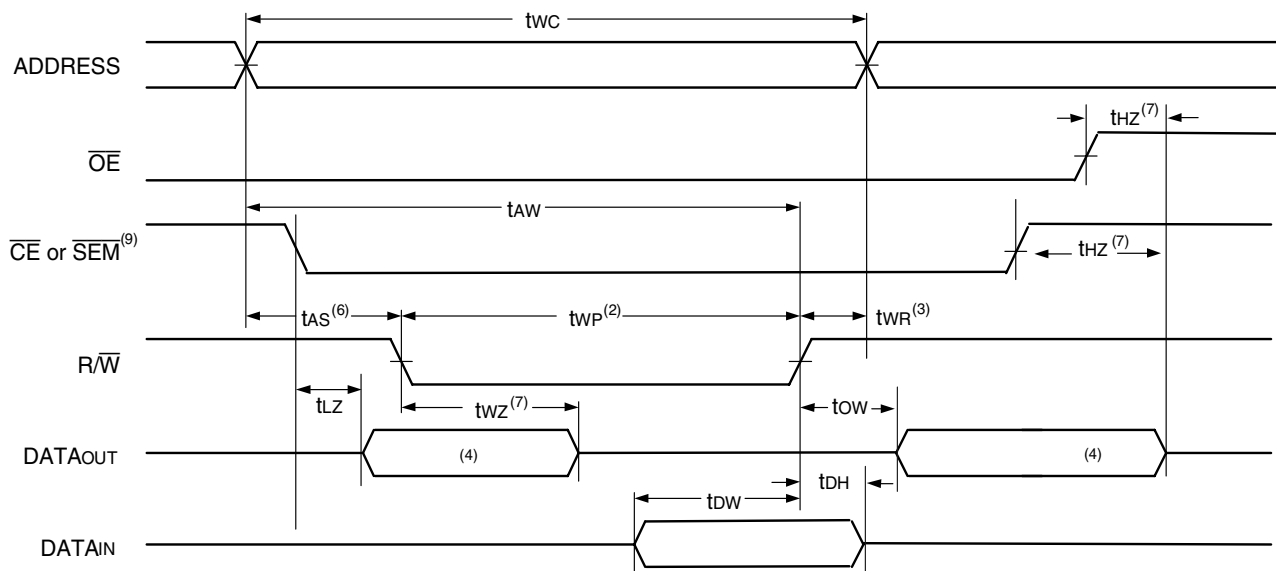 tWC
ADDRESS
tHZ(7)
OE
tAW
CE or SEM(9)
tHZ(7)
tAS(6)
tWP(2)
tWR(3)
R/W
tLZ
tWZ(7)
tOW
DATAOUT
(4)
(4)
tDW
tDH
DATAIN